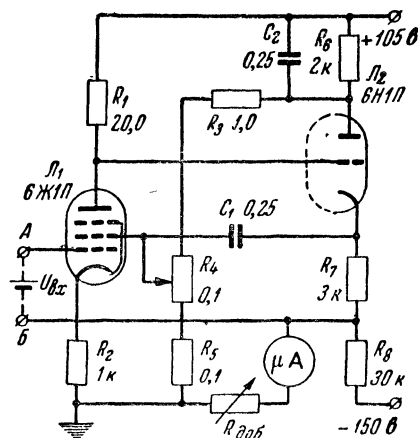 C₂
0,25
R₆
2к
+105 в
Л₂
6Н1П
R₁
20,0
R₃ 1,0
Л₁
6Ж1П
А
C₁ 0,25
Uвх
R₄
0,1
R₇
3к
Б
R₂
1к
R₅
0,1
μA
R₈
30к
Rдоб
-150 в